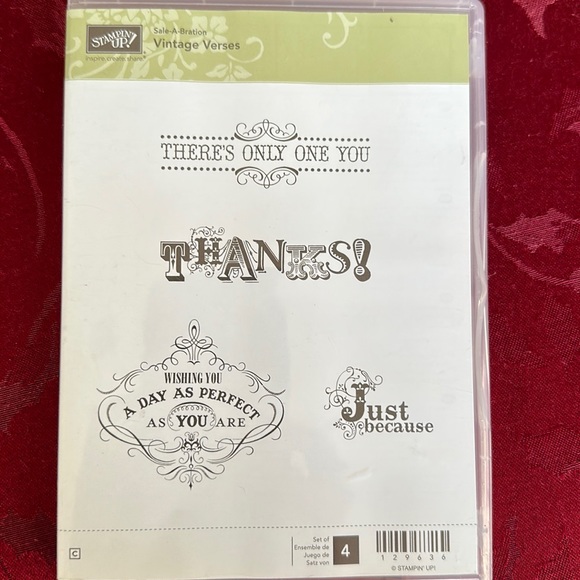 STAMPIN' UP!
inspire. create. share.
Sale-A-Bration
Vintage Verses
THERE'S ONLY ONE YOU
THANKS!
WISHING YOU
A DAY AS PERFECT
AS YOU ARE
Just
because
C
Set of
Ensemble de
Juego de
Satz von
4
129636
© STAMPIN' UP!